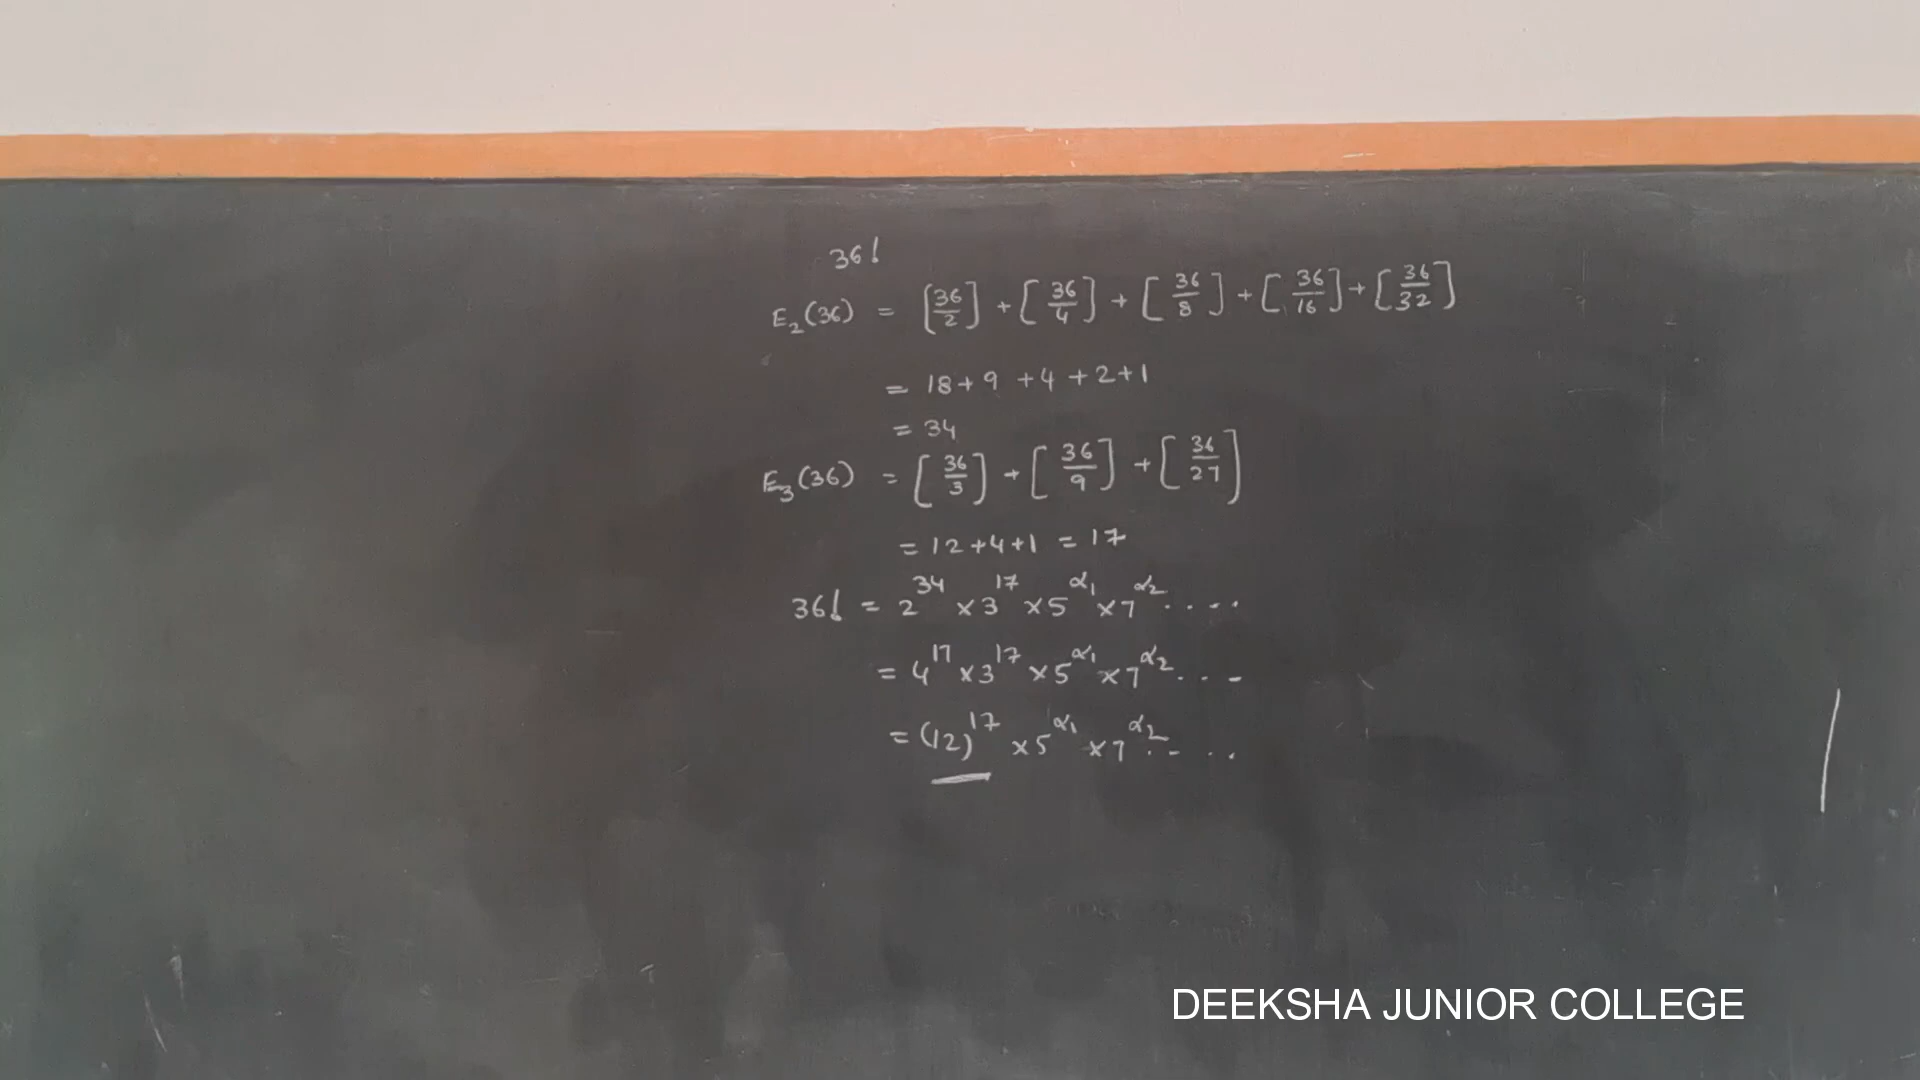 36!
E₂(36) = [36/2] + [36/4] + [36/8] + [36/16] + [36/32]
= 18 + 9 + 4 + 2 + 1
= 34
E₃(36) = [36/3] + [36/9] + [36/27]
= 12 + 4 + 1 = 17
36! = 2^34 × 3^17 × 5^α₁ × 7^α₂ ....
= 4^17 × 3^17 × 5^α₁ × 7^α₂ ...
= (12)^17 × 5^α₁ × 7^α₂ ....
DEEKSHA JUNIOR COLLEGE